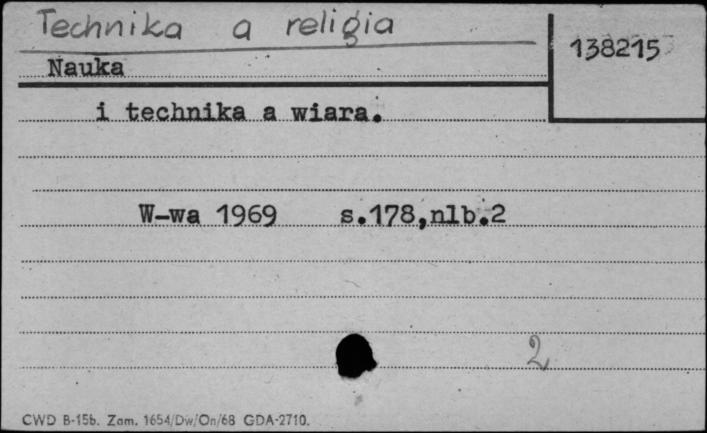 Technika a religia
138215
Nauka
i technika a wiara.
W-wa 1969 s.178,nlb.2
2
CWD B-15b. Zam. 1654/Dw/On/68 GDA-2710.